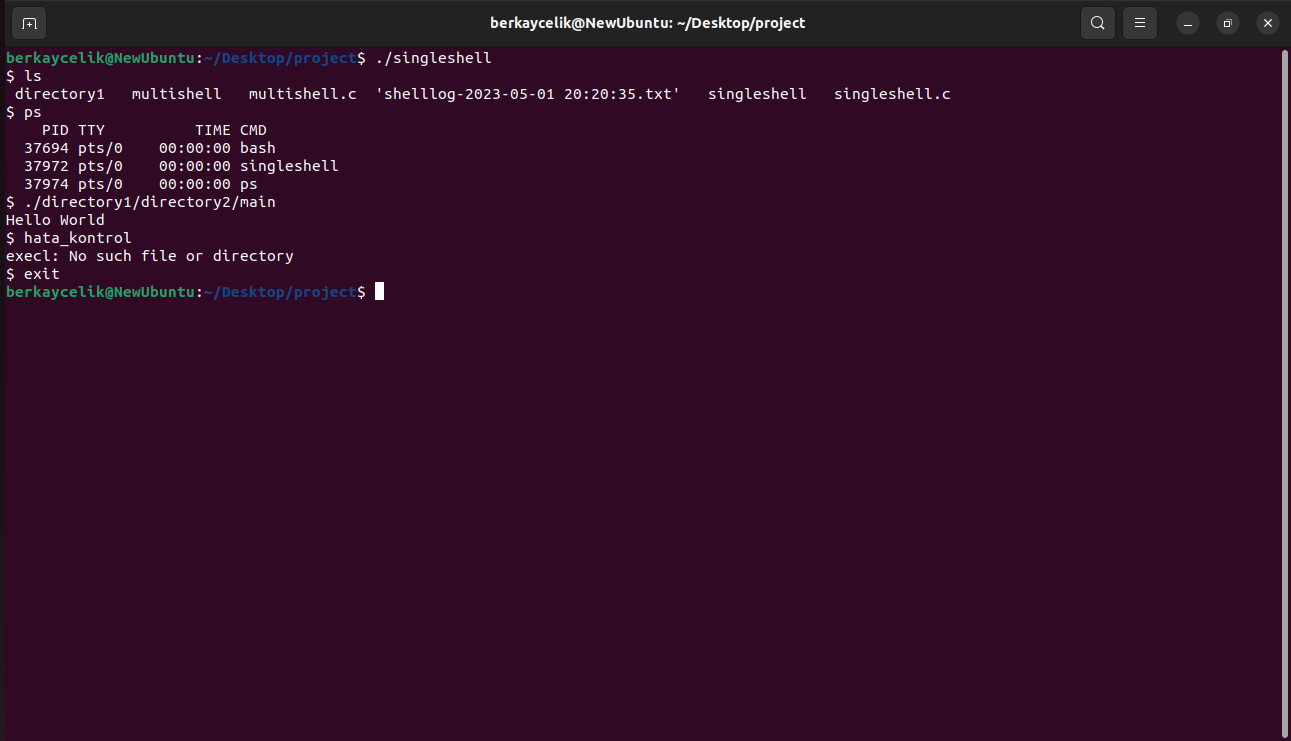 berkaycelik@NewUbuntu: ~/Desktop/project
berkaycelik@NewUbuntu:~/Desktop/project$ ./singleshell
$ ls
 directory1   multishell   multishell.c  'shelllog-2023-05-01 20:20:35.txt'   singleshell   singleshell.c
$ ps
    PID TTY          TIME CMD
  37694 pts/0    00:00:00 bash
  37972 pts/0    00:00:00 singleshell
  37974 pts/0    00:00:00 ps
$ ./directory1/directory2/main
Hello World
$ hata_kontrol
execl: No such file or directory
$ exit
berkaycelik@NewUbuntu:~/Desktop/project$